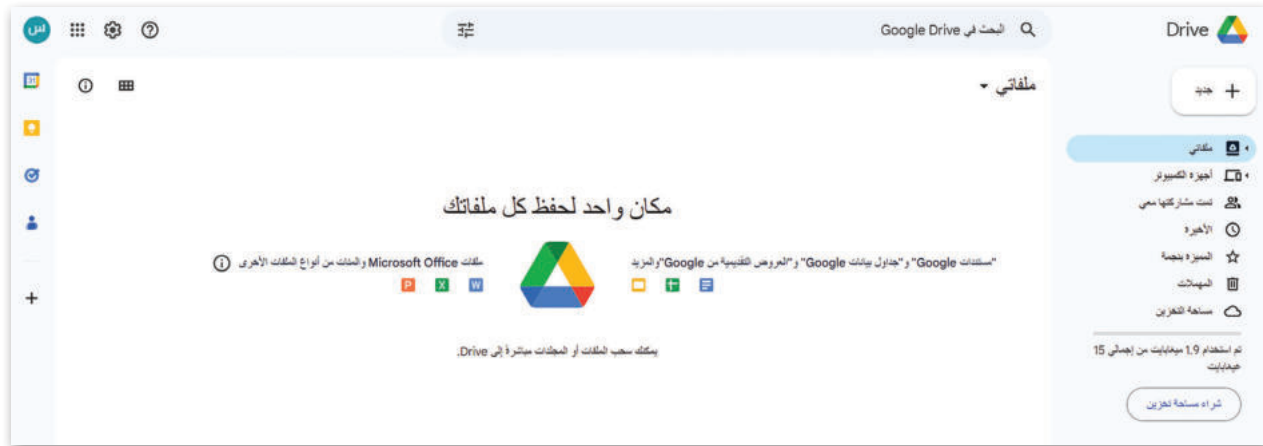 Drive
البحث في Google Drive
س
جديد
ملفاتي
أجهزة الكمبيوتر
تمت مشاركتها معي
الأخيرة
المميزة بنجمة
المهملات
مساحة التخزين
تم استخدام 1,9 ميغابايت من إجمالي 15
غيغابايت
شراء مساحة تخزين
ملفاتي
مكان واحد لحفظ كل ملفاتك
"مستندات Google" و"جداول بيانات Google" و"العروض التقديمية من Google"والمزيد
ملفات Microsoft Office والمئات من أنواع الملفات الأخرى
W X P
يمكنك سحب الملفات أو المجلدات مباشرةً إلى Drive.
31